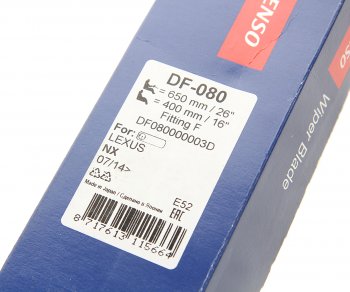 DF-080
= 650 mm / 26"
= 400 mm / 16"
Fitting F
DF080000003D
For:
LEXUS
NX
07/14>
Made in Japan / Сделано в Японии
E52
EAC
8 717613 115664
ENSO
Wiper Blade